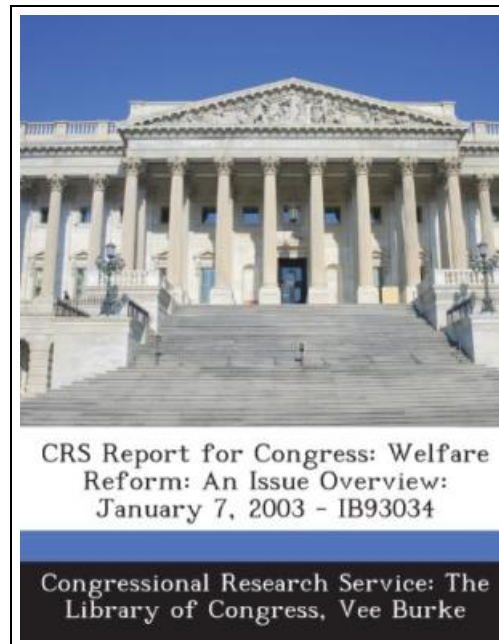 CRS Report for Congress: Welfare
Reform: An Issue Overview:
January 7, 2003 - IB93034
Congressional Research Service: The
Library of Congress, Vee Burke